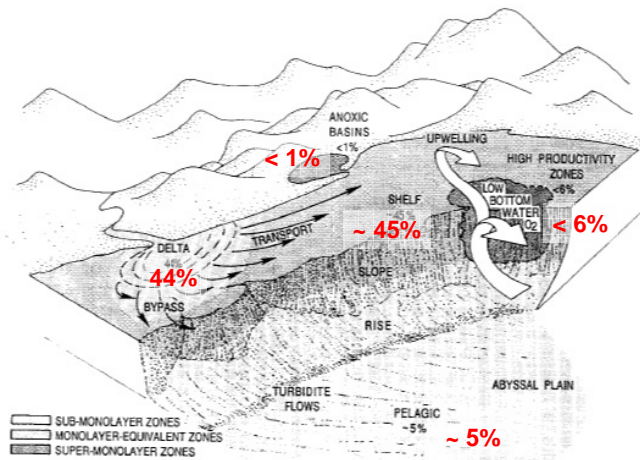 ANOXIC
BASINS
<1%
< 1%
UPWELLING
HIGH PRODUCTIVITY
ZONES
<6%
< 6%
LOW
BOTTOM
WATER
O2
SHELF
45%
~ 45%
TRANSPORT
DELTA
44%
44%
BYPASS
SLOPE
RISE
TURBIDITE
FLOWS
ABYSSAL PLAIN
PELAGIC
~5%
~ 5%
SUB-MONOLAYER ZONES
MONOLAYER-EQUIVALENT ZONES
SUPER-MONOLAYER ZONES